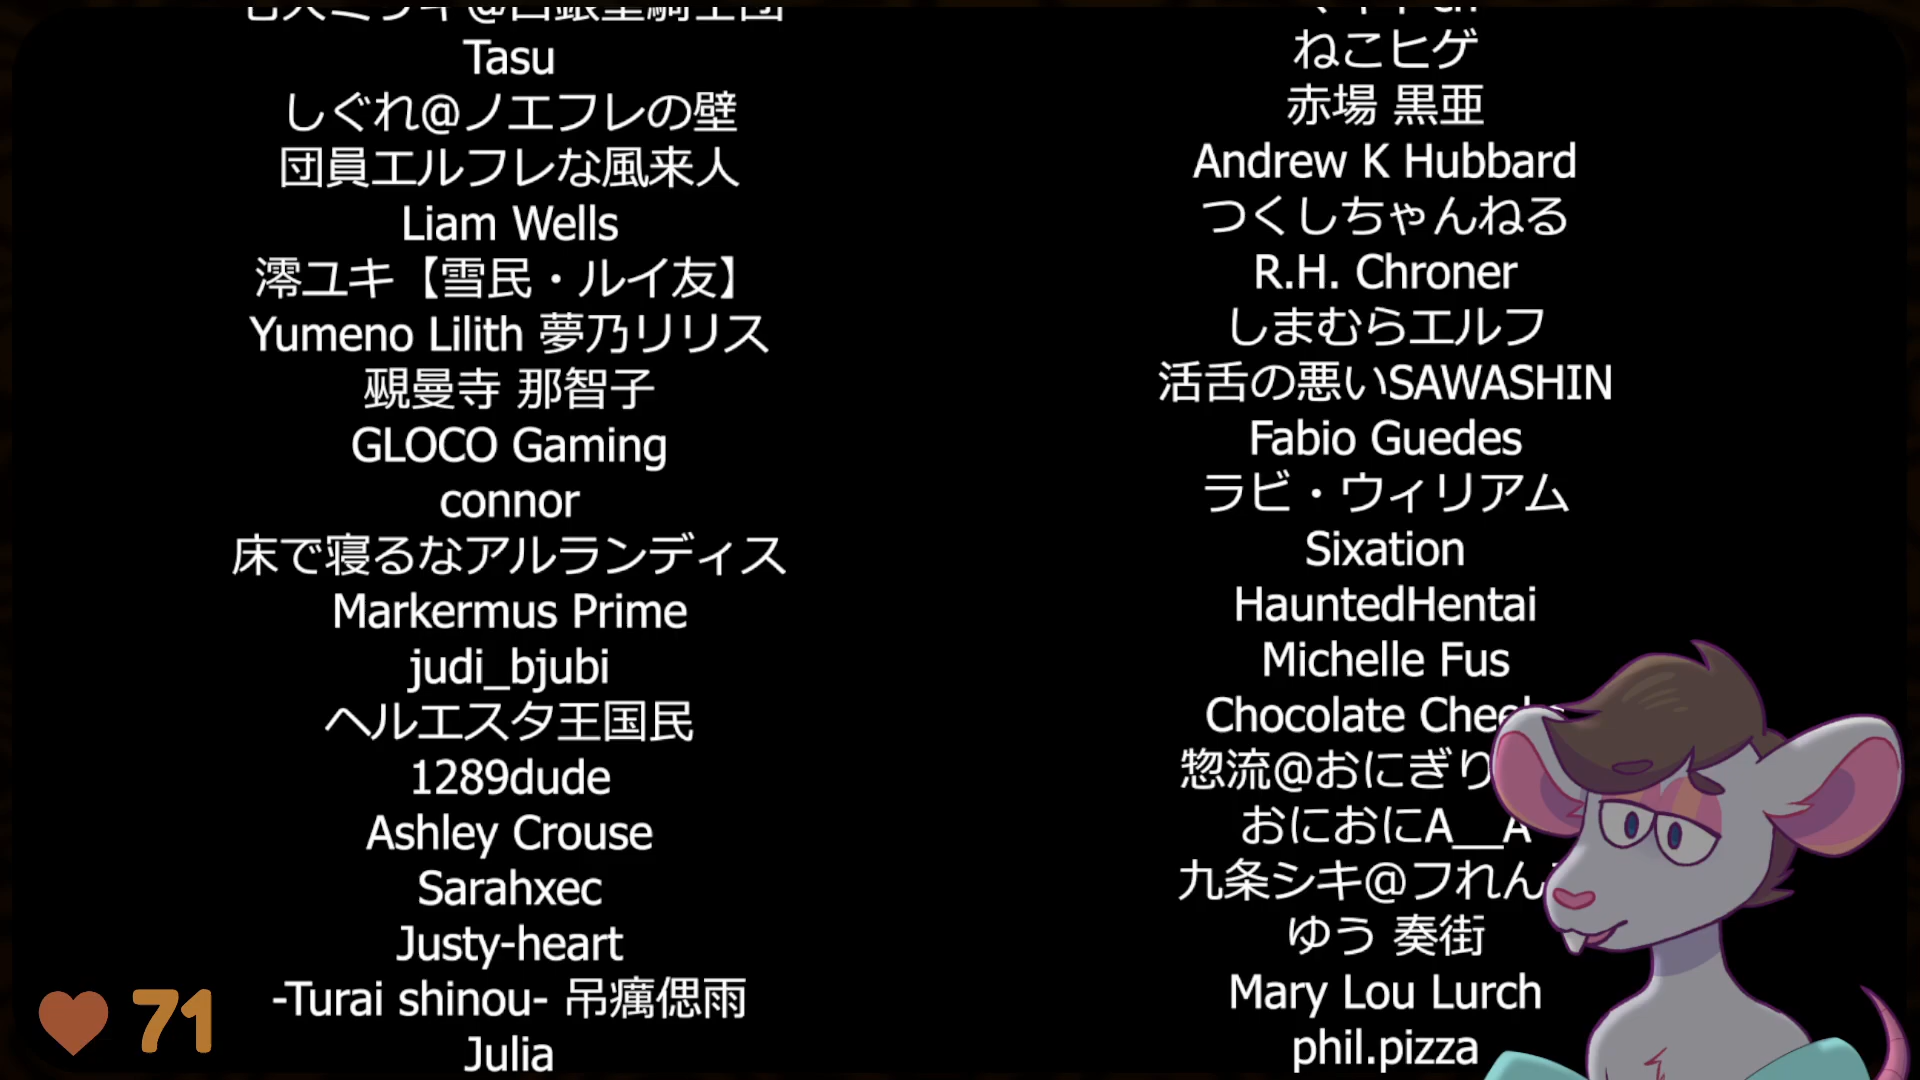 Tasu
しぐれ@ノエフレの壁
団員エルフレな風来人
Liam Wells
澪ユキ【雪民・ルイ友】
Yumeno Lilith 夢乃リリス
曼寺 那智子
GLOCO Gaming
connor
床で寝るなアルランディス
Markermus Prime
judi_bjubi
ヘルエスタ王国民
1289dude
Ashley Crouse
Sarahxec
Justy-heart
-Turai shinou- 吊癘偲雨
Julia
ねこヒゲ
赤場 黒亜
Andrew K Hubbard
つくしちゃんねる
R.H. Chroner
しまむらエルフ
活舌の悪いSAWASHIN
Fabio Guedes
ラビ・ウィリアム
Sixation
HauntedHentai
Michelle Fus
Chocolate
惣流@おにぎり
おにおにA__A
九条シキ@フれん
ゆう 奏街
Mary Lou Lurch
phil.pizza
71